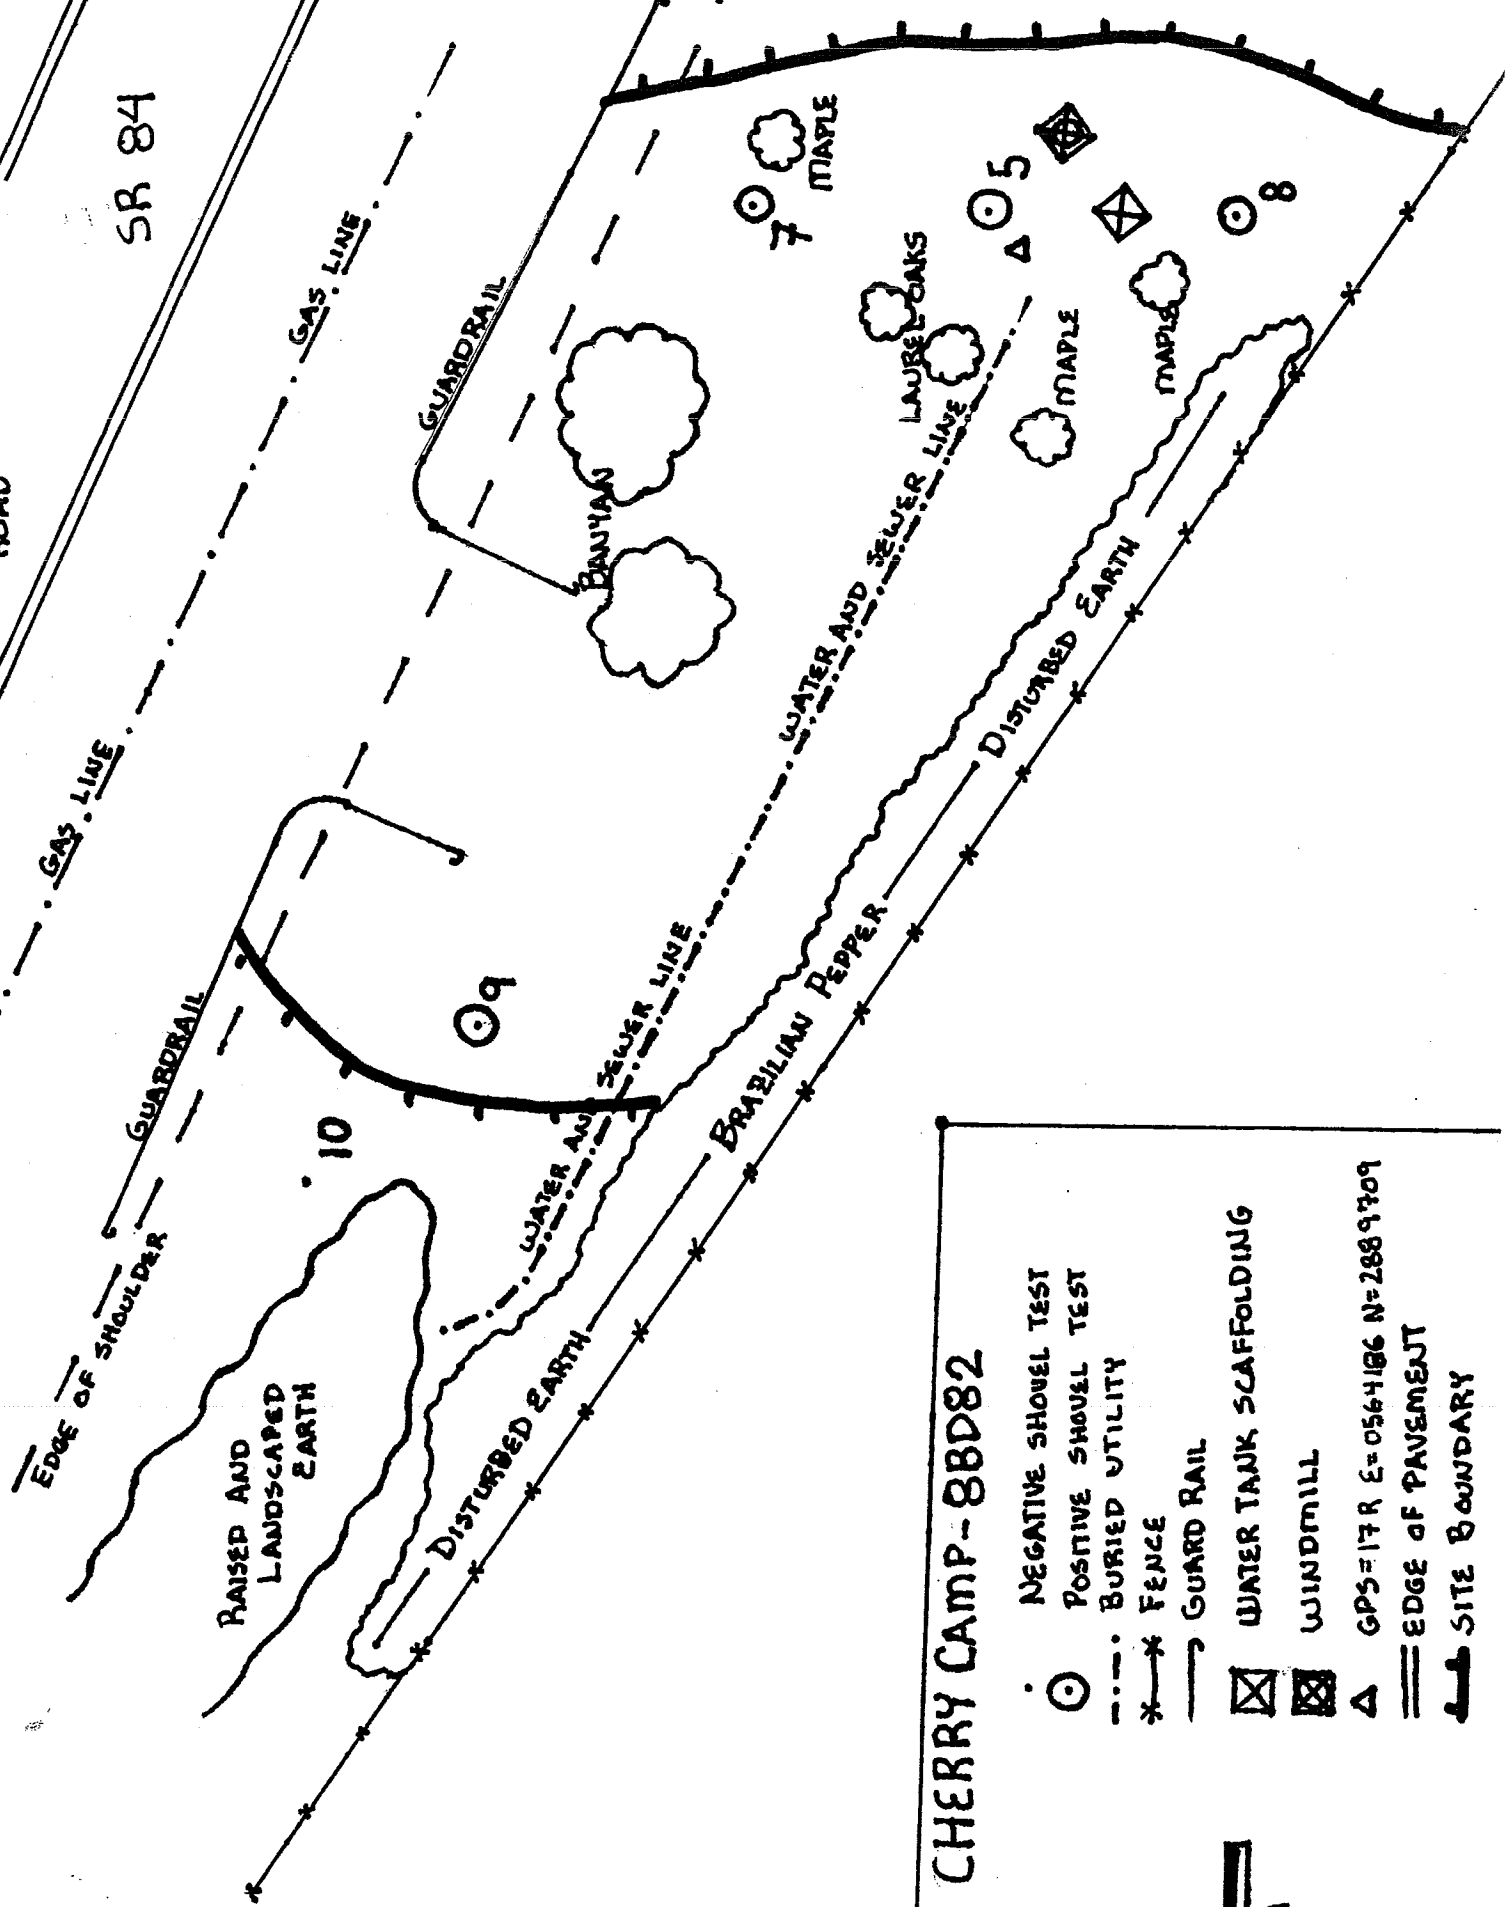 SR 84
GAS LINE
GAS LINE
GUARDRAIL
GUARDRAIL
EDGE OF SHOULDER
RAISED AND
LANDSCAPED
EARTH
10
9
7
5
8
MAPLE
BANYAN
LAUREL OAKS
MAPLE
MAPLE
WATER AND SEWER LINE
WATER AND SEWER LINE
DISTURBED EARTH
BRAZILIAN PEPPER
DISTURBED EARTH
CHERRY CAMP-8BD82
NEGATIVE SHOVEL TEST
POSITIVE SHOVEL TEST
BURIED UTILITY
FENCE
GUARD RAIL
WATER TANK SCAFFOLDING
WINDMILL
GPS=17R E=0564186 N=2889709
EDGE OF PAVEMENT
SITE BOUNDARY